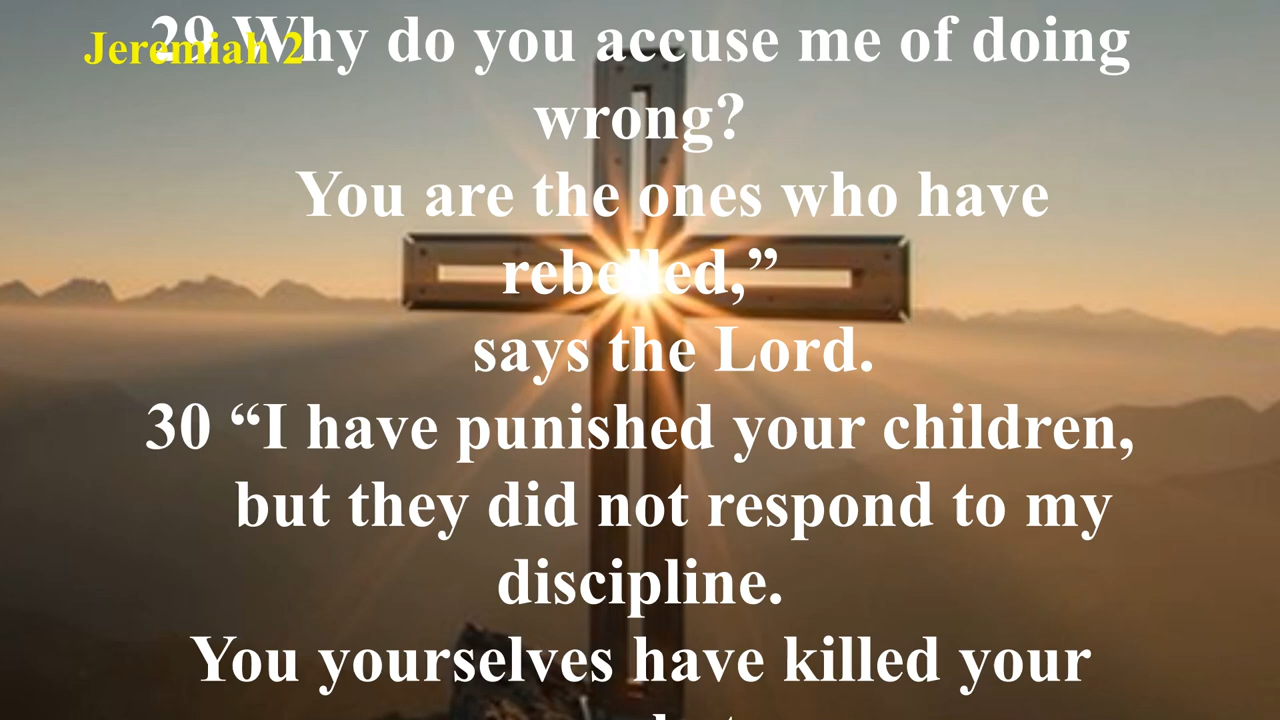 Jeremiah 2
29 Why do you accuse me of doing
wrong?
You are the ones who have
rebelled,”
says the Lord.
30 “I have punished your children,
but they did not respond to my
discipline.
You yourselves have killed your